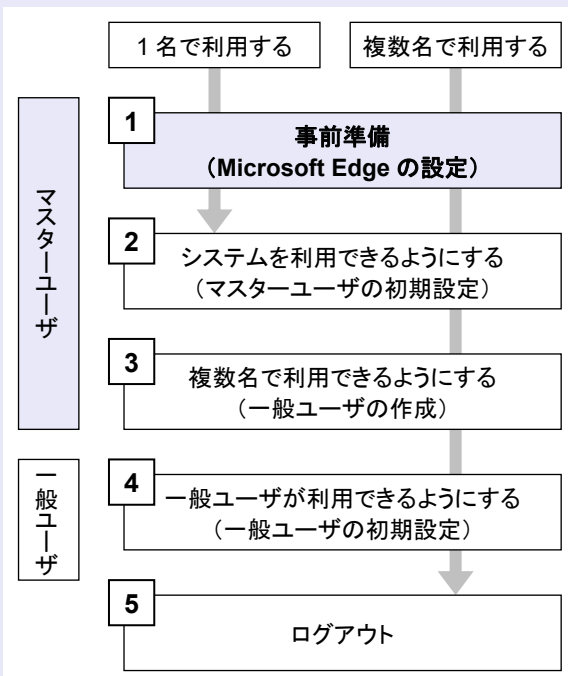 1 名で利用する
複数名で利用する
マスターユーザ
1
事前準備
（Microsoft Edge の設定）
2
システムを利用できるようにする
（マスターユーザの初期設定）
3
複数名で利用できるようにする
（一般ユーザの作成）
一般ユーザ
4
一般ユーザが利用できるようにする
（一般ユーザの初期設定）
5
ログアウト